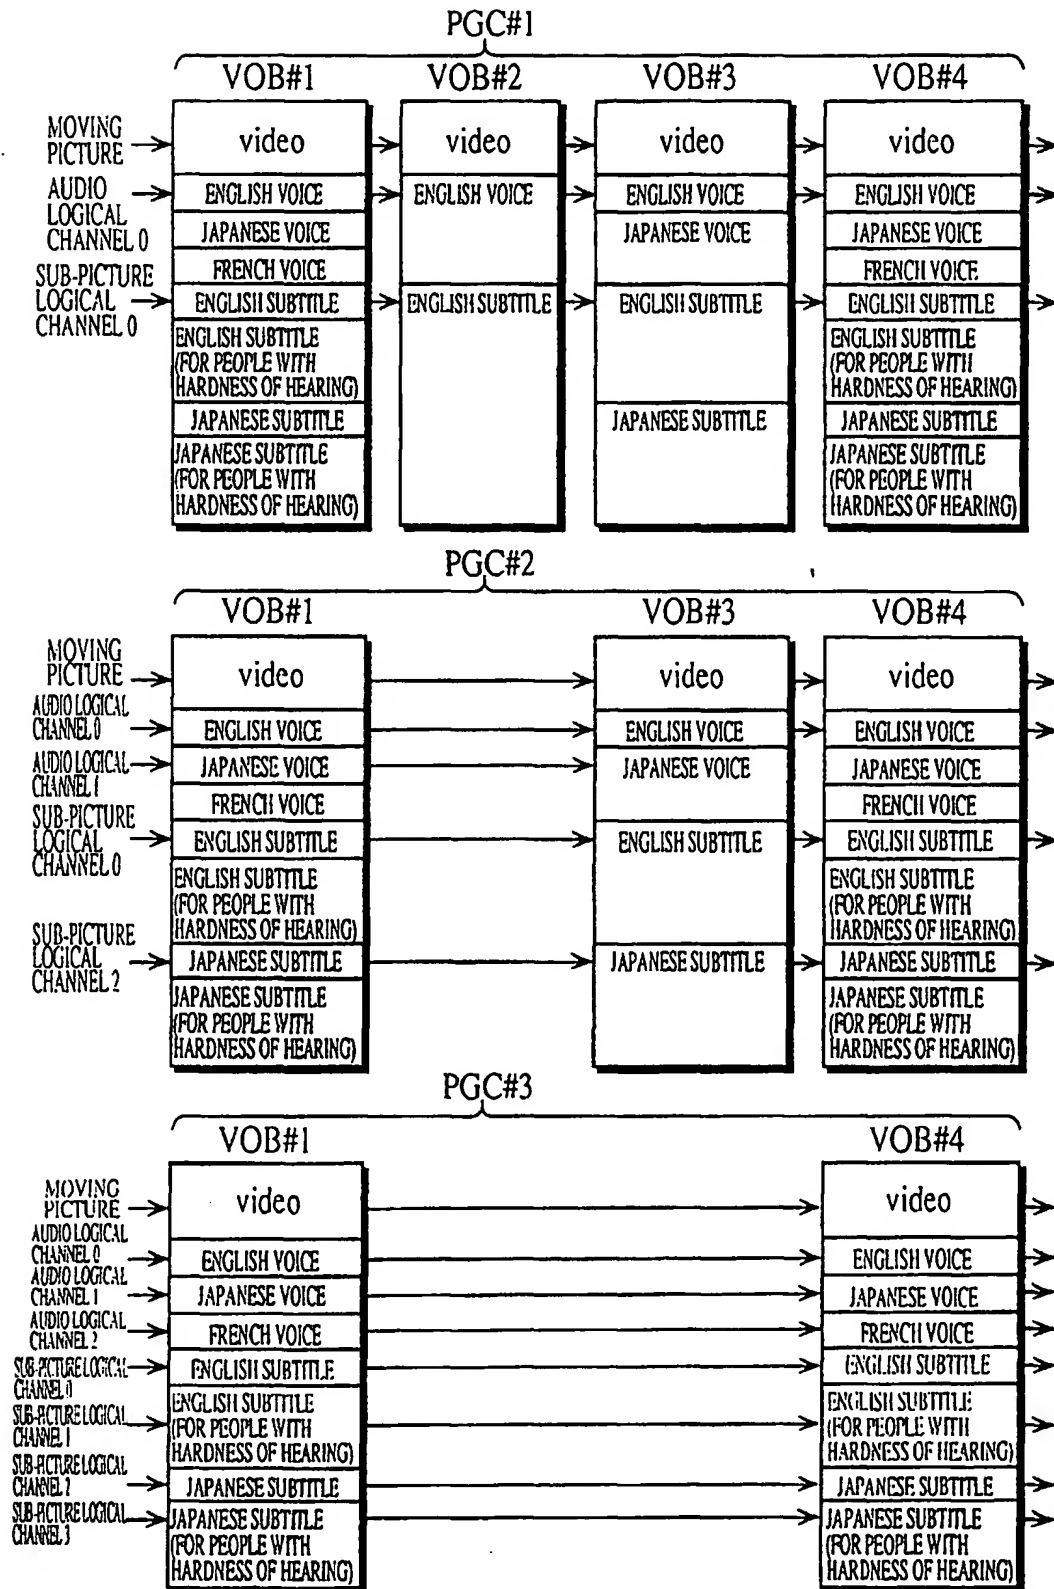 PGC#1
VOB#1 VOB#2 VOB#3 VOB#4
MOVING
PICTURE
video video video video
AUDIO
LOGICAL
CHANNEL 0
ENGLISH VOICE ENGLISH VOICE ENGLISH VOICE ENGLISH VOICE
JAPANESE VOICE JAPANESE VOICE JAPANESE VOICE
FRENCH VOICE FRENCH VOICE
SUB-PICTURE
LOGICAL
CHANNEL 0
ENGLISH SUBTITLE ENGLISH SUBTITLE ENGLISH SUBTITLE ENGLISH SUBTITLE
ENGLISH SUBTITLE
(FOR PEOPLE WITH
HARDNESS OF HEARING)
ENGLISH SUBTITLE
(FOR PEOPLE WITH
HARDNESS OF HEARING)
JAPANESE SUBTITLE JAPANESE SUBTITLE JAPANESE SUBTITLE
JAPANESE SUBTITLE
(FOR PEOPLE WITH
HARDNESS OF HEARING)
JAPANESE SUBTITLE
(FOR PEOPLE WITH
HARDNESS OF HEARING)
PGC#2
VOB#1 VOB#3 VOB#4
MOVING
PICTURE
video video video
AUDIO LOGICAL
CHANNEL 0
ENGLISH VOICE ENGLISH VOICE ENGLISH VOICE
AUDIO LOGICAL
CHANNEL 1
JAPANESE VOICE JAPANESE VOICE JAPANESE VOICE
FRENCH VOICE FRENCH VOICE
SUB-PICTURE
LOGICAL
CHANNEL 0
ENGLISH SUBTITLE ENGLISH SUBTITLE ENGLISH SUBTITLE
ENGLISH SUBTITLE
(FOR PEOPLE WITH
HARDNESS OF HEARING)
ENGLISH SUBTITLE
(FOR PEOPLE WITH
HARDNESS OF HEARING)
SUB-PICTURE
LOGICAL
CHANNEL 2
JAPANESE SUBTITLE JAPANESE SUBTITLE JAPANESE SUBTITLE
JAPANESE SUBTITLE
(FOR PEOPLE WITH
HARDNESS OF HEARING)
JAPANESE SUBTITLE
(FOR PEOPLE WITH
HARDNESS OF HEARING)
PGC#3
VOB#1 VOB#4
MOVING
PICTURE
video video
AUDIO LOGICAL
CHANNEL 0
ENGLISH VOICE ENGLISH VOICE
AUDIO LOGICAL
CHANNEL 1
JAPANESE VOICE JAPANESE VOICE
AUDIO LOGICAL
CHANNEL 2
FRENCH VOICE FRENCH VOICE
SUB-PICTURE LOGICAL
CHANNEL 0
ENGLISH SUBTITLE ENGLISH SUBTITLE
SUB-PICTURE LOGICAL
CHANNEL 1
ENGLISH SUBTITLE
(FOR PEOPLE WITH
HARDNESS OF HEARING)
ENGLISH SUBTITLE
(FOR PEOPLE WITH
HARDNESS OF HEARING)
SUB-PICTURE LOGICAL
CHANNEL 2
JAPANESE SUBTITLE JAPANESE SUBTITLE
SUB-PICTURE LOGICAL
CHANNEL 3
JAPANESE SUBTITLE
(FOR PEOPLE WITH
HARDNESS OF HEARING)
JAPANESE SUBTITLE
(FOR PEOPLE WITH
HARDNESS OF HEARING)